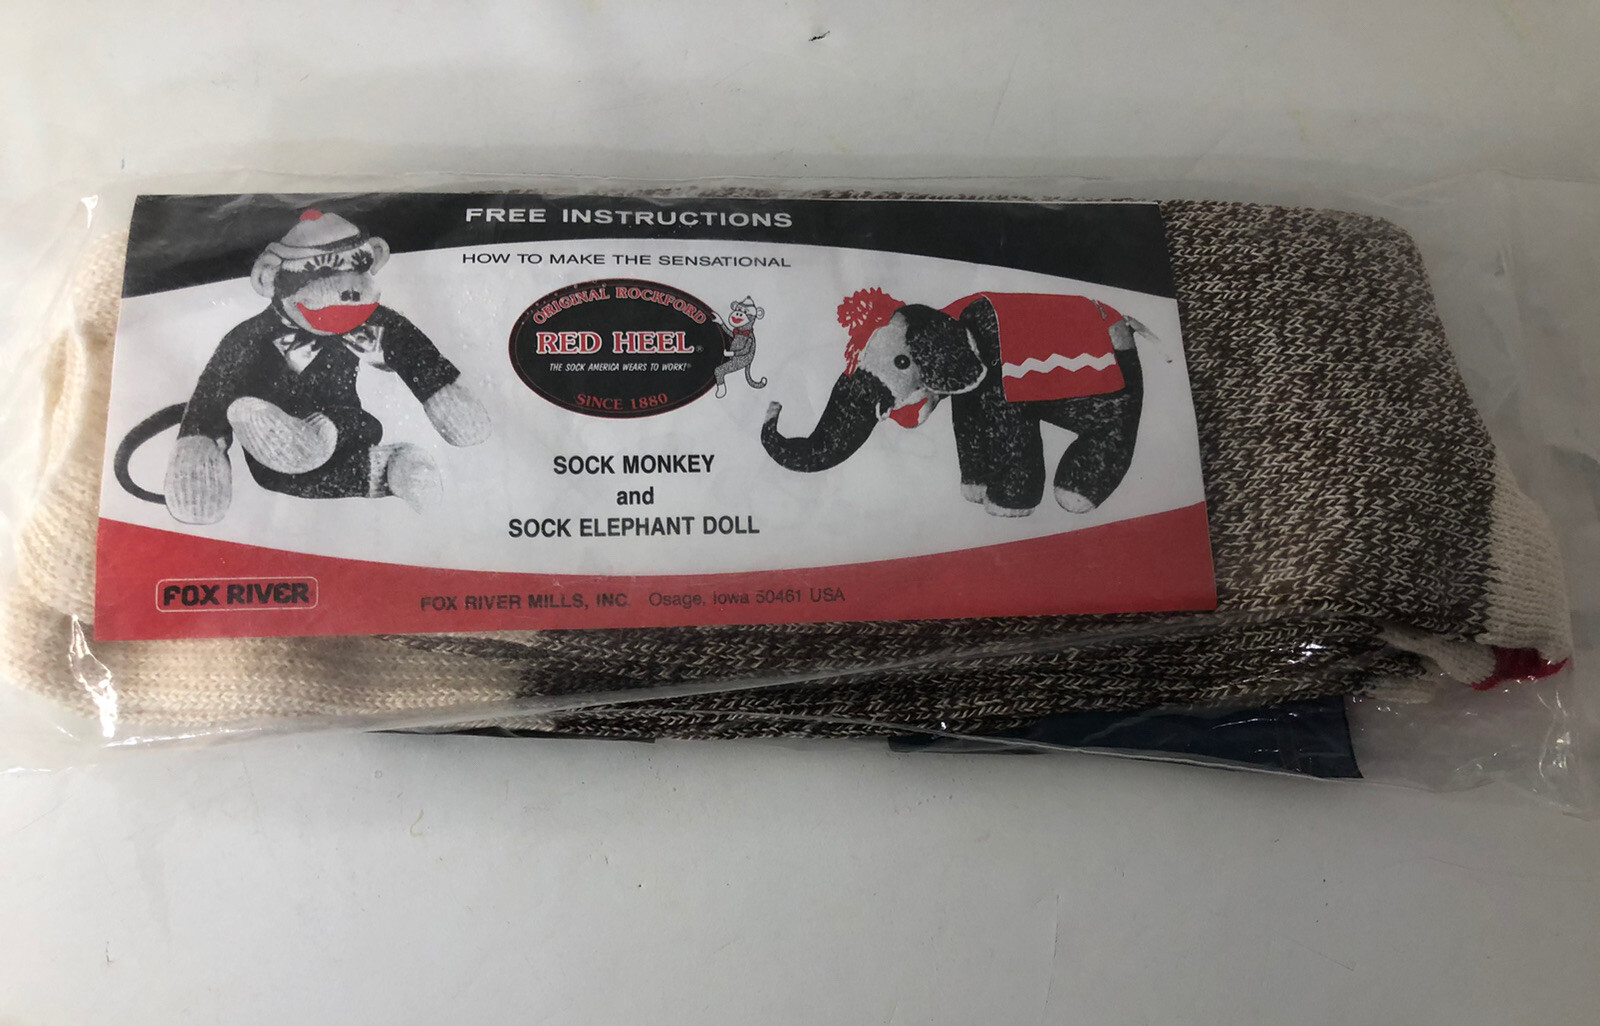 FREE INSTRUCTIONS
HOW TO MAKE THE SENSATIONAL
ORIGINAL ROCKFORD
RED HEEL®
THE SOCK AMERICA WEARS TO WORK!®
SINCE 1880
SOCK MONKEY
and
SOCK ELEPHANT DOLL
FOX RIVER
FOX RIVER MILLS, INC. Osage, Iowa 50461 USA